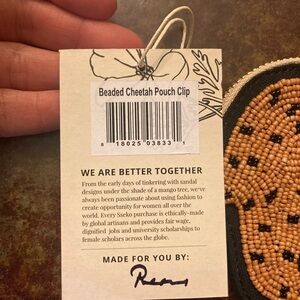 Beaded Cheetah Pouch Clip
8 18025 03833 1
WE ARE BETTER TOGETHER
From the early days of tinkering with sandal
designs under the shade of a mango tree, we've
always been passionate about using fashion to
create opportunity for women all over the
world. Every Sseko purchase is ethically-made
by global artisans and provides fair wage,
dignified jobs and university scholarships to
female scholars across the globe.
MADE FOR YOU BY: